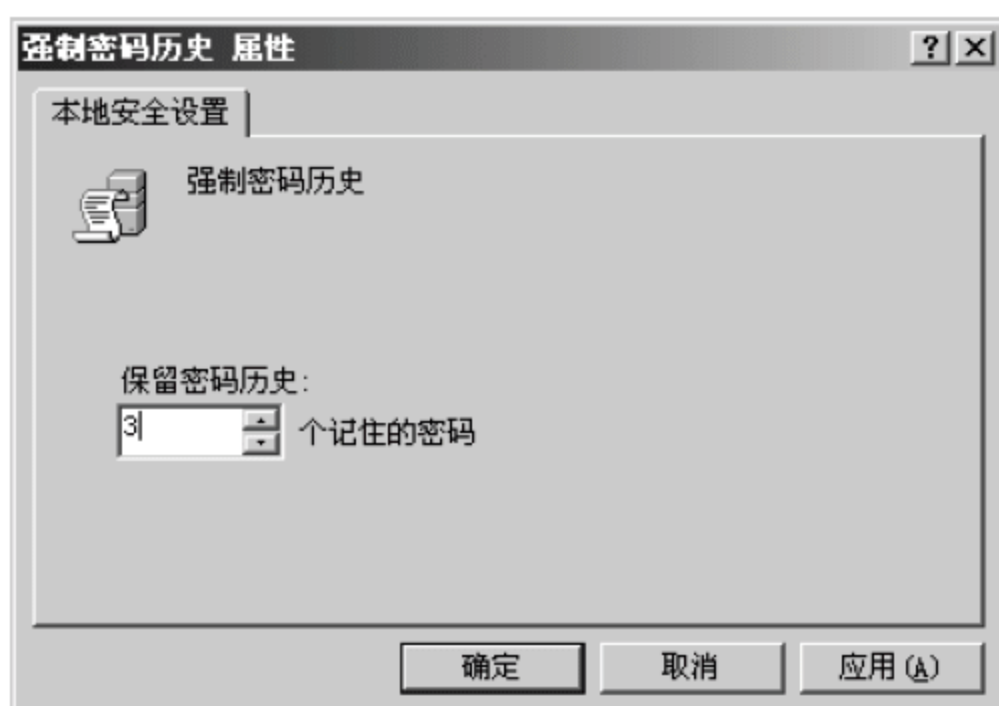 强制密码历史 属性
本地安全设置
强制密码历史
保留密码历史:
3 个记住的密码
确定 取消 应用(A)